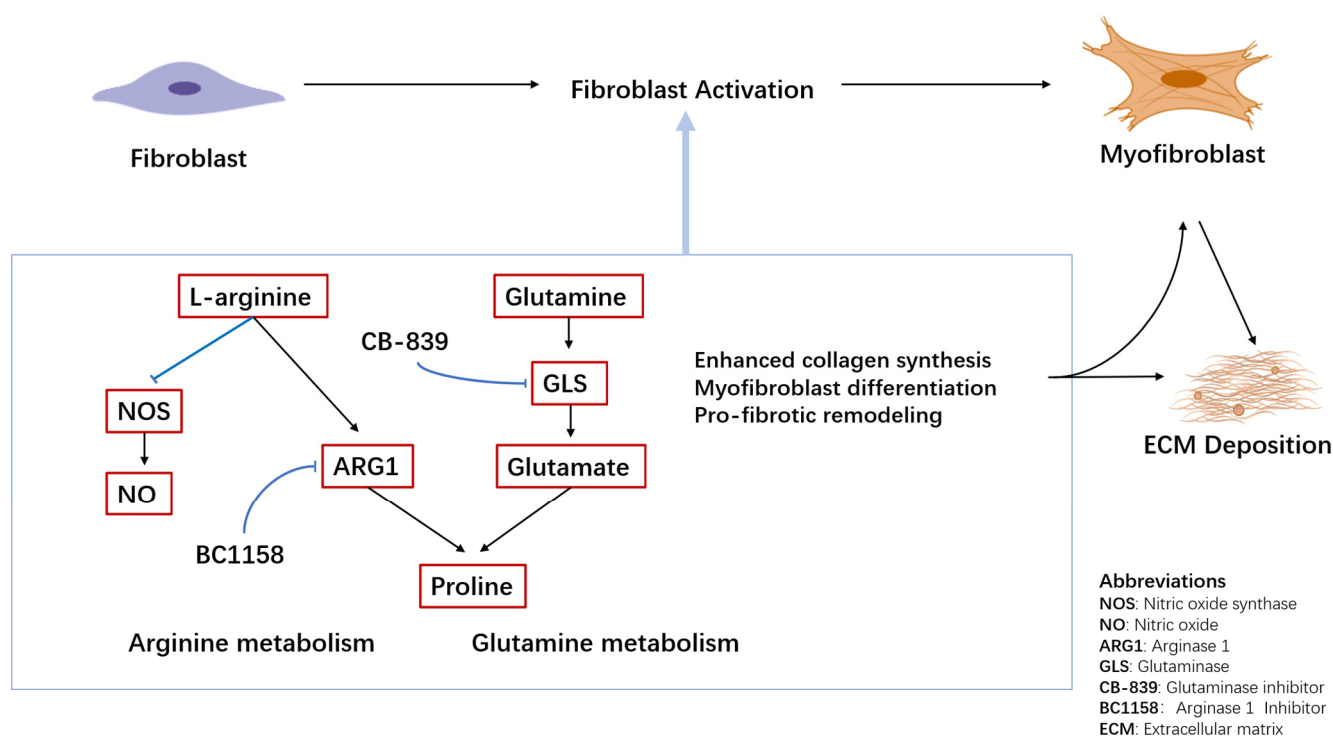 Fibroblast
Fibroblast Activation
Myofibroblast
L-arginine
Glutamine
CB-839
NOS
GLS
NO
ARG1
Glutamate
BC1158
Proline
Arginine metabolism
Glutamine metabolism
Enhanced collagen synthesis
Myofibroblast differentiation
Pro-fibrotic remodeling
ECM Deposition
Abbreviations
NOS: Nitric oxide synthase
NO: Nitric oxide
ARG1: Arginase 1
GLS: Glutaminase
CB-839: Glutaminase inhibitor
BC1158: Arginase 1 Inhibitor
ECM: Extracellular matrix